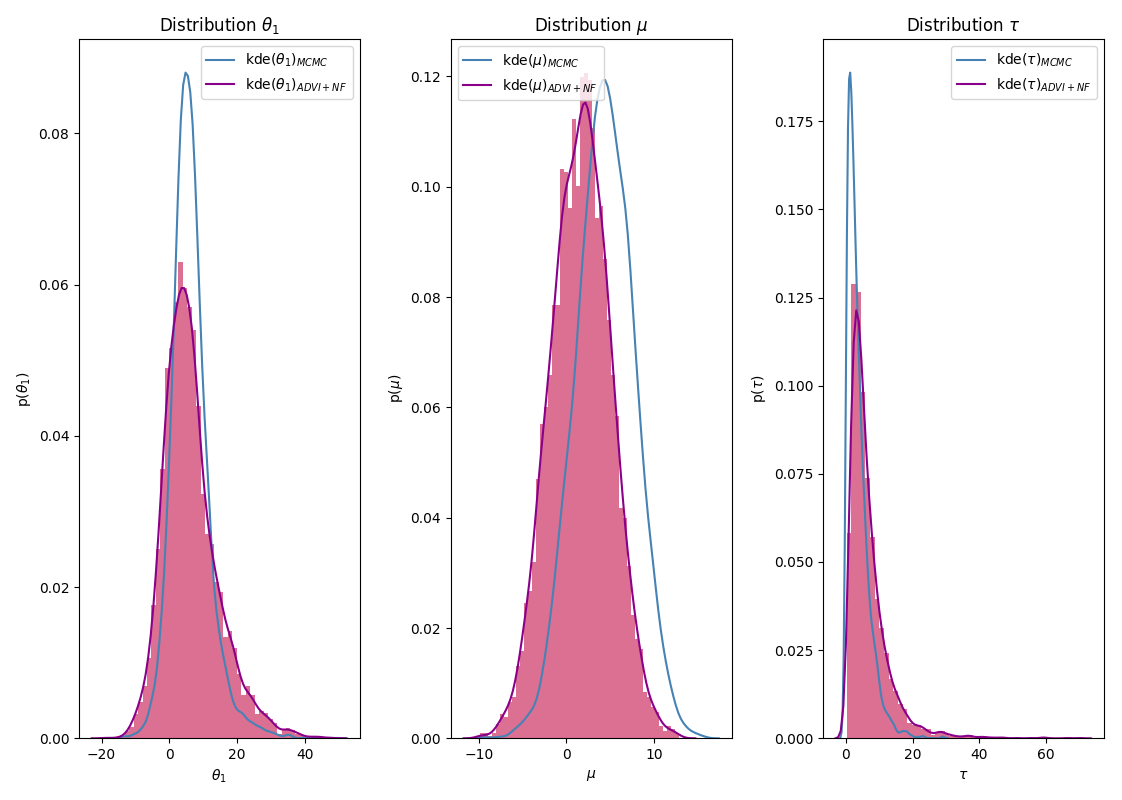 Distribution θ₁
kde(θ₁)MCMC
kde(θ₁)ADVI+NF
0.08
0.06
0.04
0.02
0.00
p(θ₁)
−20
0
20
40
θ₁
Distribution μ
kde(μ)MCMC
kde(μ)ADVI+NF
0.12
0.10
0.08
0.06
0.04
0.02
0.00
p(μ)
−10
0
10
μ
Distribution τ
kde(τ)MCMC
kde(τ)ADVI+NF
0.175
0.150
0.125
0.100
0.075
0.050
0.025
0.000
p(τ)
0
20
40
60
τ